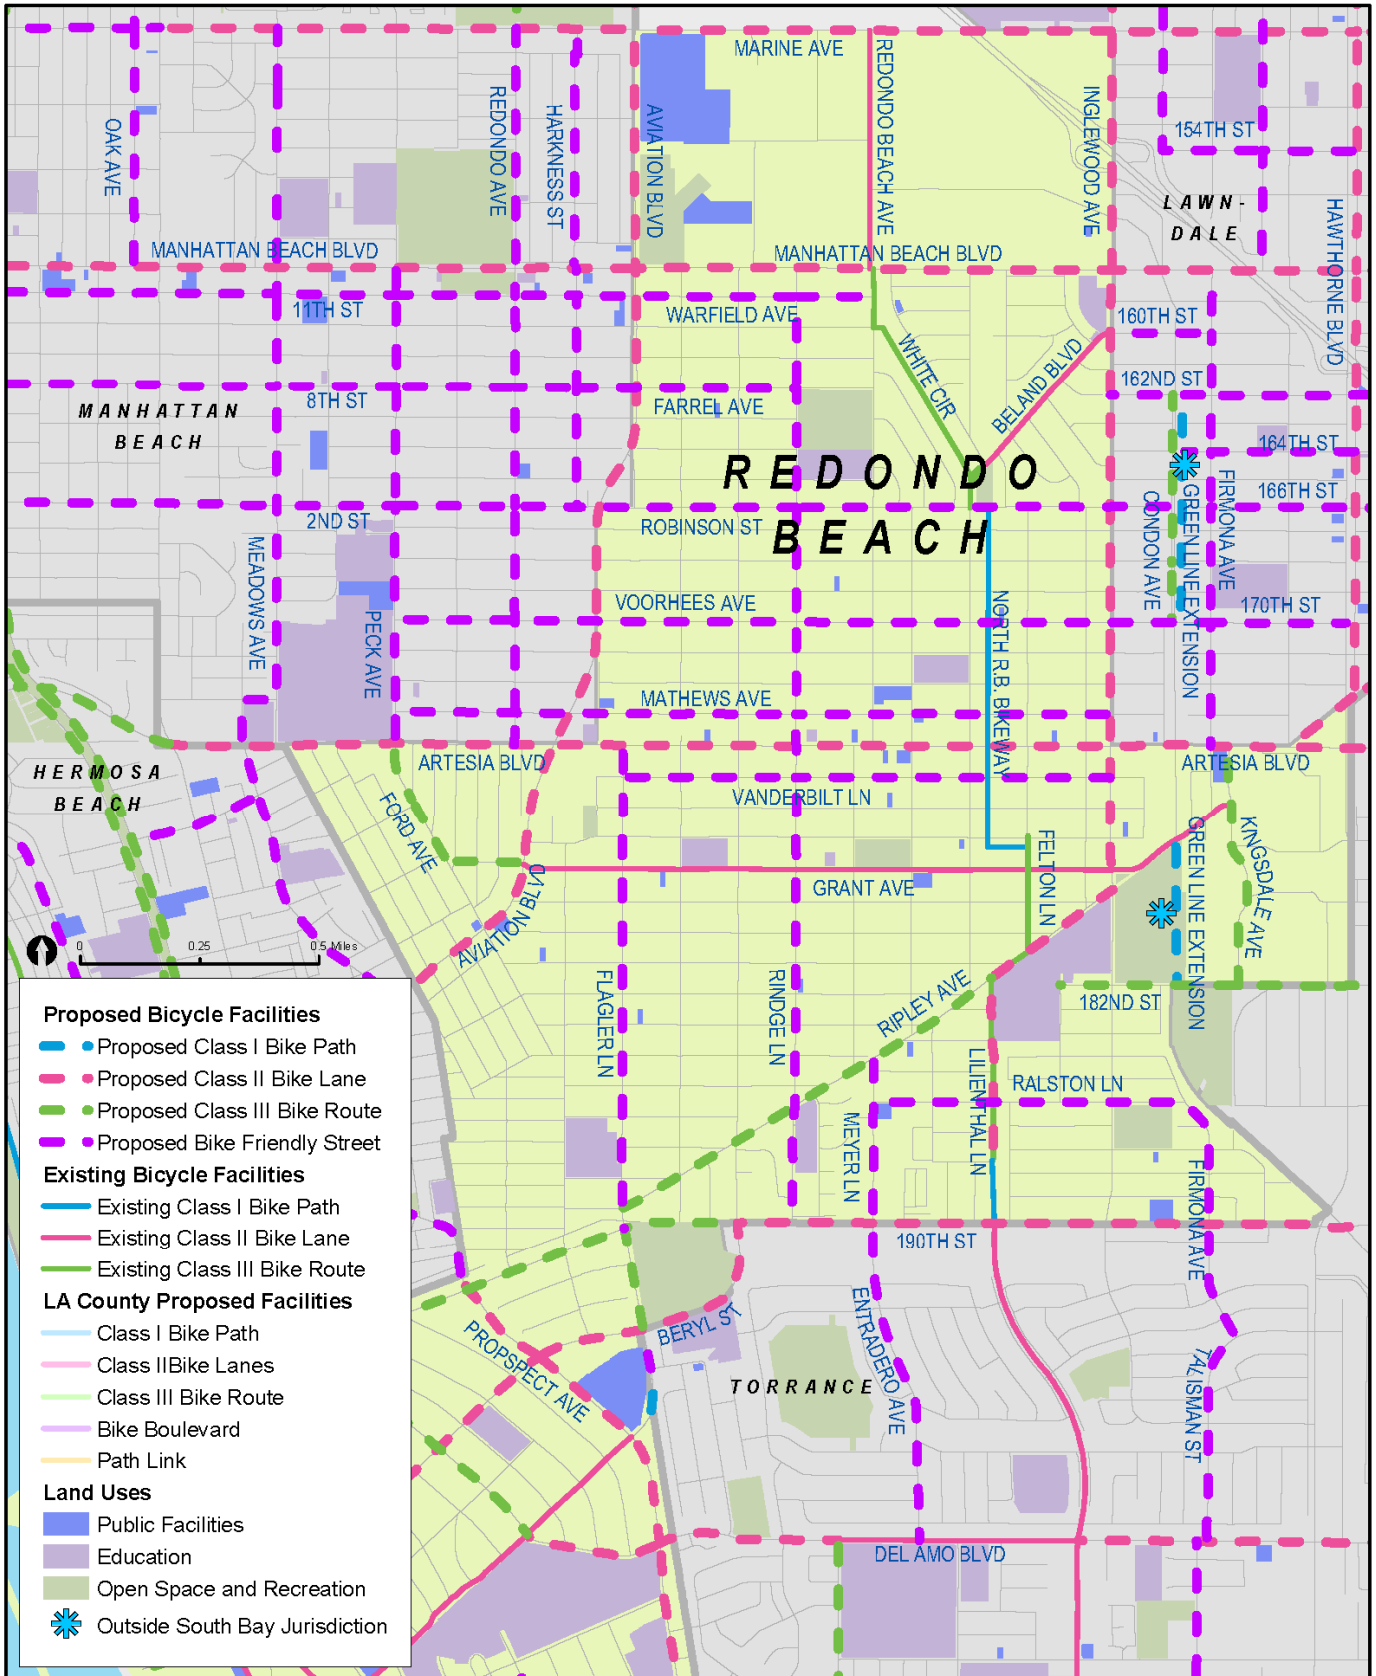 MARINE AVE
REDONDO BEACH AVE
INGLEWOOD AVE
OAK AVE
REDONDO AVE
HARKNESS ST
AVIATION BLVD
154TH ST
LAWN-
DALE
HAWTHORNE BLVD
MANHATTAN BEACH BLVD
MANHATTAN BEACH BLVD
11TH ST
WARFIELD AVE
160TH ST
WHITE CIR
BELAND BLVD
162ND ST
8TH ST
FARREL AVE
MANHATTAN
BEACH
164TH ST
REDONDO
BEACH
166TH ST
2ND ST
ROBINSON ST
CONDON AVE
GREEN LINE EXTENSION
FIRMONA AVE
MEADOWS AVE
PECK AVE
VOORHEES AVE
NORTH R.B. BIKEWAY
170TH ST
MATHEWS AVE
ARTESIA BLVD
ARTESIA BLVD
HERMOSA
BEACH
FORD AVE
VANDERBILT LN
GRANT AVE
FELTON LN
GREEN LINE EXTENSION
KINGSDALE AVE
AVIATION BLVD
0 0.25 0.5 Miles
FLAGLER LN
RINDGE LN
RIPLEY AVE
182ND ST
RALSTON LN
MEYER LN
LILIENTHAL LN
FIRMONA AVE
190TH ST
BERYL ST
PROPSPECT AVE
ENTRADERO AVE
TORRANCE
TALISMAN ST
DEL AMO BLVD
Proposed Bicycle Facilities
Proposed Class I Bike Path
Proposed Class II Bike Lane
Proposed Class III Bike Route
Proposed Bike Friendly Street
Existing Bicycle Facilities
Existing Class I Bike Path
Existing Class II Bike Lane
Existing Class III Bike Route
LA County Proposed Facilities
Class I Bike Path
Class IIBike Lanes
Class III Bike Route
Bike Boulevard
Path Link
Land Uses
Public Facilities
Education
Open Space and Recreation
Outside South Bay Jurisdiction